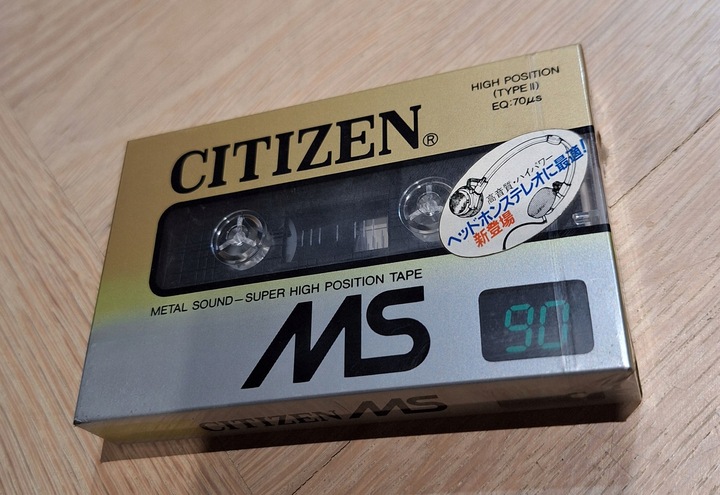 CITIZEN®
HIGH POSITION
(TYPE II)
EQ:70μs
高音質・ハイパワー
ヘッドホンステレオに最適!
新登場
METAL SOUND－SUPER HIGH POSITION TAPE
MS
90
CITIZEN MS